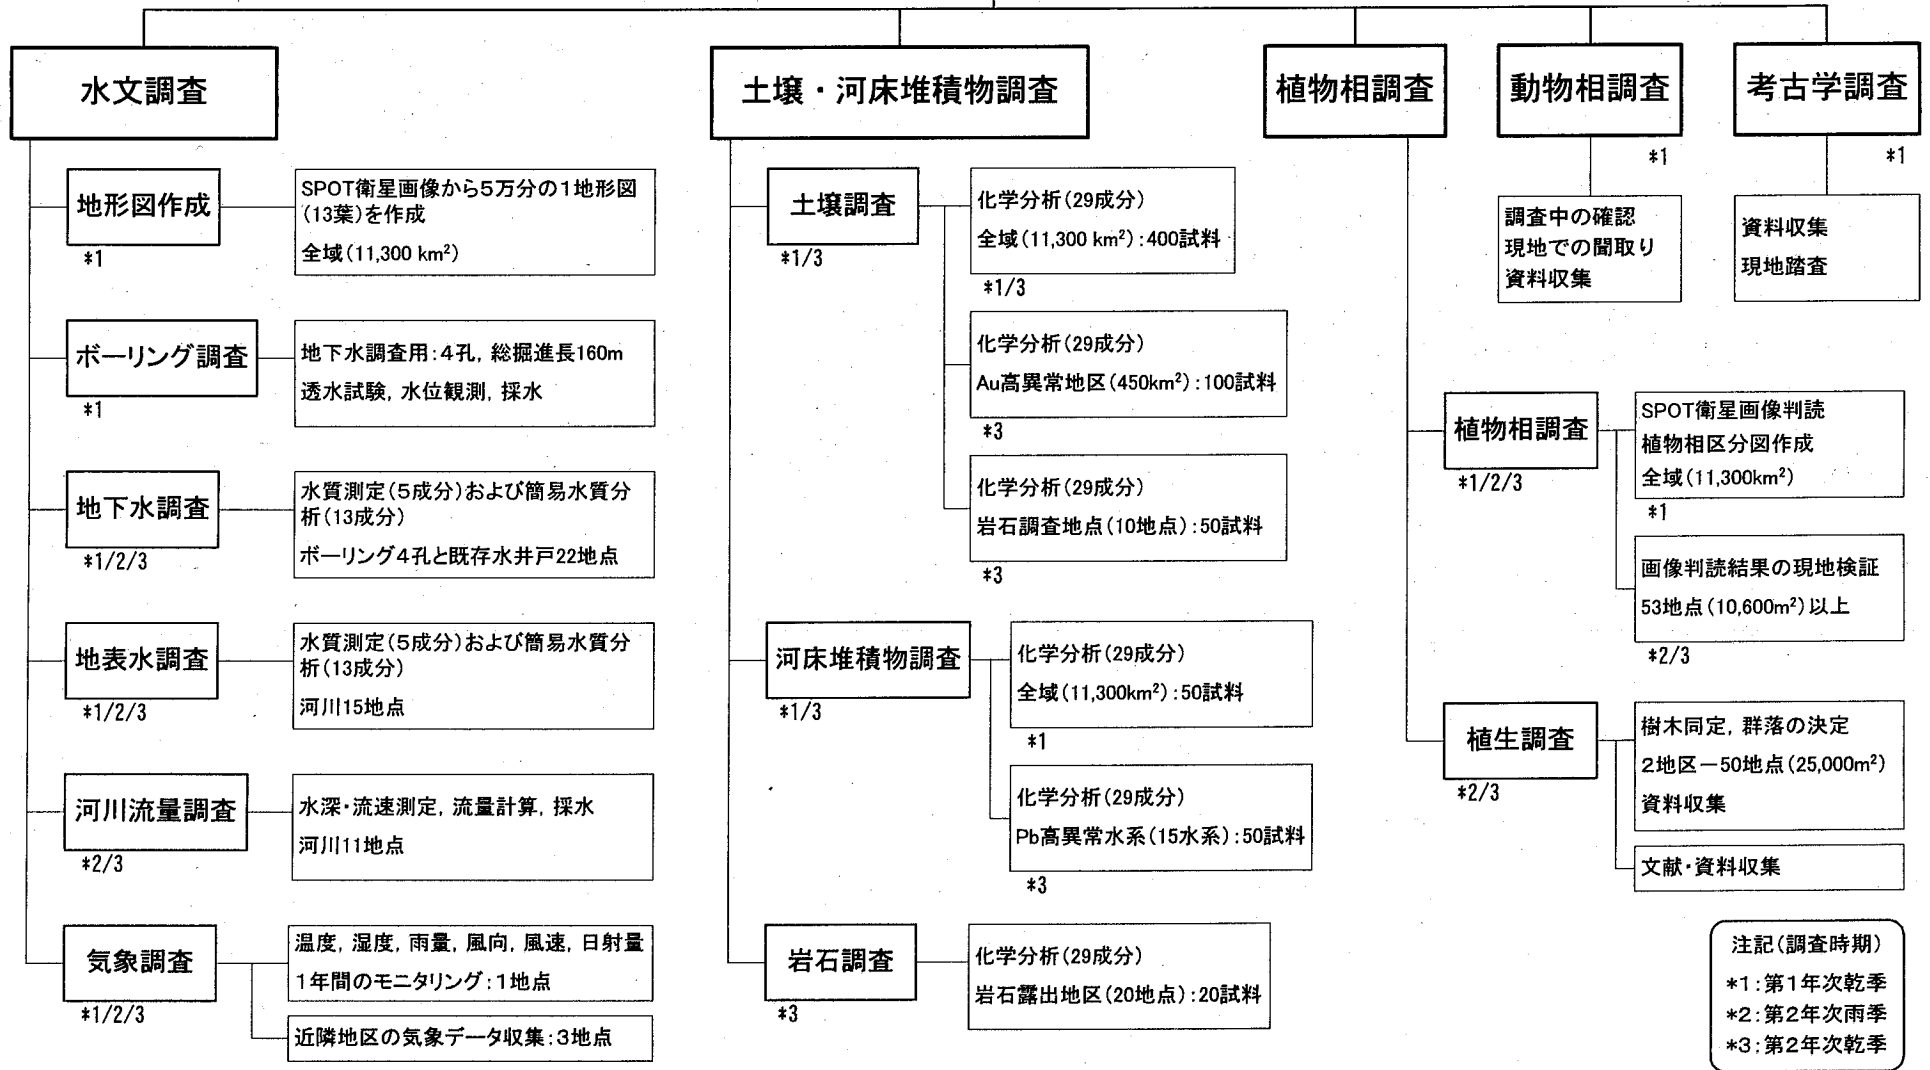 水文調査
地形図作成
*1
SPOT衛星画像から5万分の1地形図
(13葉)を作成
全域(11,300 km²)
ボーリング調査
*1
地下水調査用:4孔, 総掘進長160m
透水試験, 水位観測, 採水
地下水調査
*1/2/3
水質測定(5成分)および簡易水質分
析(13成分)
ボーリング4孔と既存水井戸22地点
地表水調査
*1/2/3
水質測定(5成分)および簡易水質分
析(13成分)
河川15地点
河川流量調査
*2/3
水深・流速測定, 流量計算, 採水
河川11地点
気象調査
*1/2/3
温度, 湿度, 雨量, 風向, 風速, 日射量
1年間のモニタリング:1地点
近隣地区の気象データ収集:3地点
土壌・河床堆積物調査
土壌調査
*1/3
化学分析(29成分)
全域(11,300 km²):400試料
*1/3
化学分析(29成分)
Au高異常地区(450km²):100試料
*3
化学分析(29成分)
岩石調査地点(10地点):50試料
*3
河床堆積物調査
*1/3
化学分析(29成分)
全域(11,300km²):50試料
*1
化学分析(29成分)
Pb高異常水系(15水系):50試料
*3
岩石調査
*3
化学分析(29成分)
岩石露出地区(20地点):20試料
植物相調査
植物相調査
*1/2/3
SPOT衛星画像判読
植物相区分図作成
全域(11,300km²)
*1
画像判読結果の現地検証
53地点(10,600m²)以上
*2/3
植生調査
*2/3
樹木同定, 群落の決定
2地区－50地点(25,000m²)
資料収集
文献・資料収集
動物相調査
*1
調査中の確認
現地での聞取り
資料収集
考古学調査
*1
資料収集
現地踏査
注記(調査時期)
*1:第1年次乾季
*2:第2年次雨季
*3:第2年次乾季